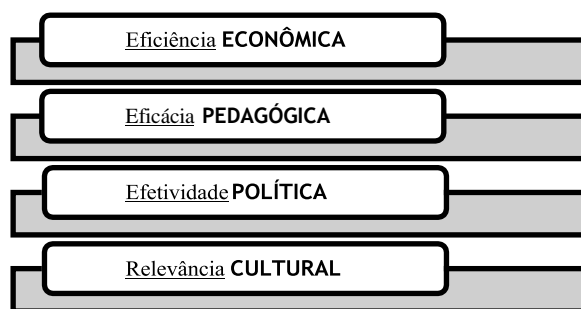 Eficiência ECONÔMICA
Eficácia PEDAGÓGICA
Efetividade POLÍTICA
Relevância CULTURAL